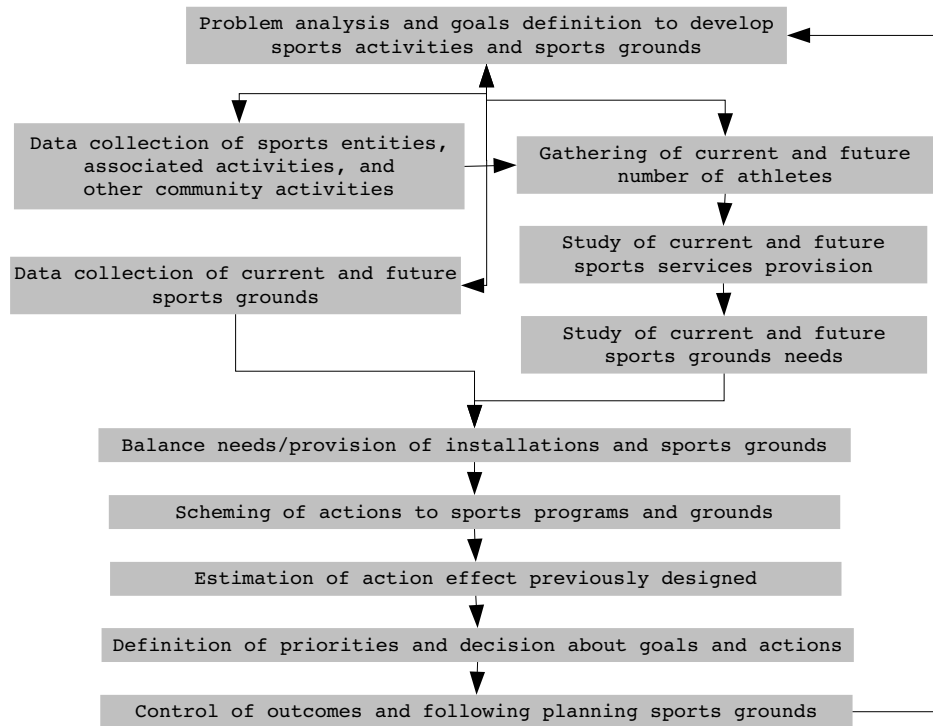 Problem analysis and goals definition to develop
sports activities and sports grounds
Data collection of sports entities,
associated activities, and
other community activities
Gathering of current and future
number of athletes
Study of current and future
sports services provision
Data collection of current and future
sports grounds
Study of current and future
sports grounds needs
Balance needs/provision of installations and sports grounds
Scheming of actions to sports programs and grounds
Estimation of action effect previously designed
Definition of priorities and decision about goals and actions
Control of outcomes and following planning sports grounds